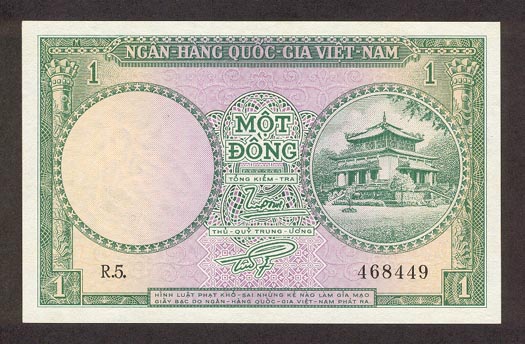 NGÂN-HÀNG QUỐC-GIA VIỆT-NAM
1 1
MỘT
ĐỒNG
TỔNG KIỂM-TRA
THỦ-QUỸ TRUNG-ƯƠNG
R.5. 468449
1 1
HÌNH LUẬT PHẠT KHỔ-SAI NHỮNG KẺ NÀO LÀM GIẢ MẠO
GIẤY BẠC DO NGÂN-HÀNG QUỐC-GIA VIỆT-NAM PHÁT RA.